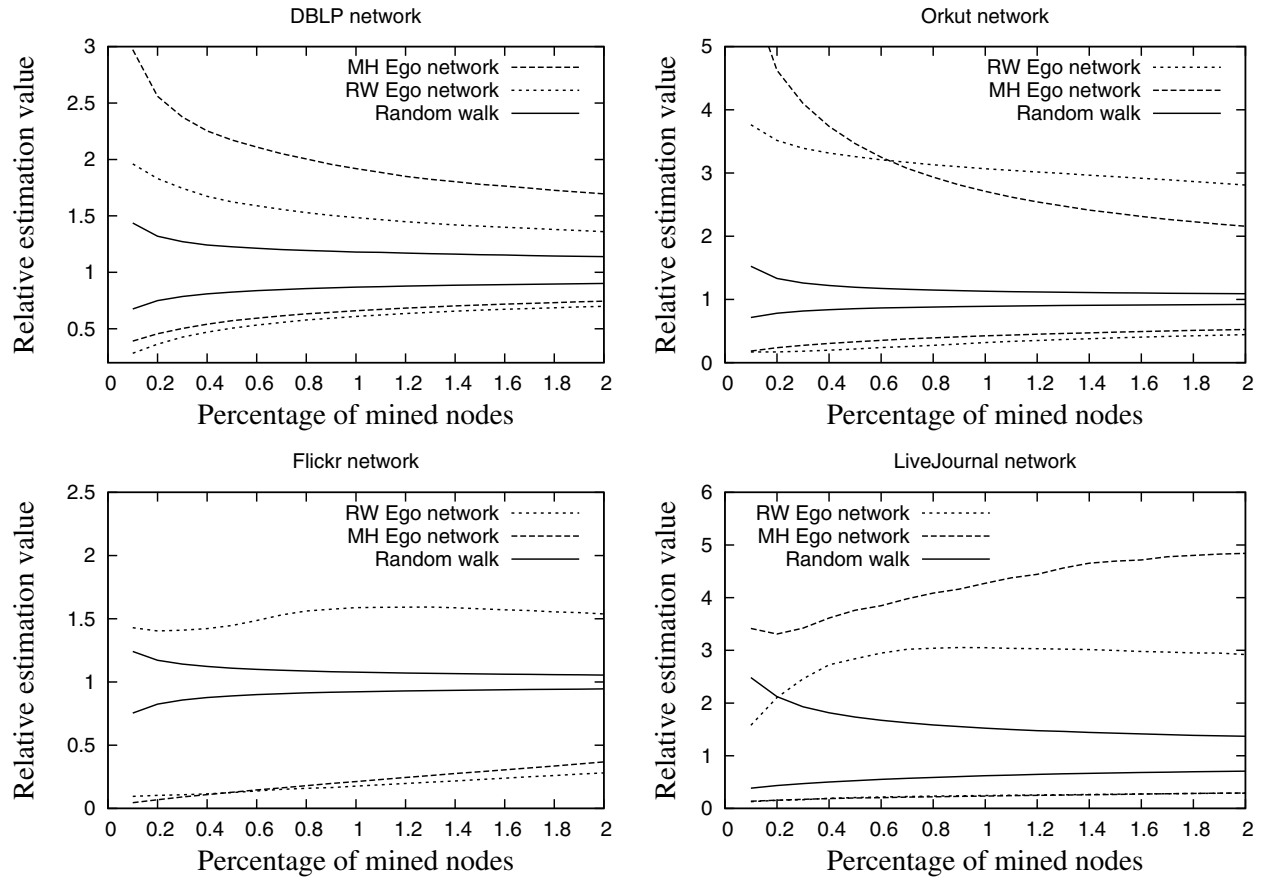 DBLP network
Relative estimation value
3
2.5
2
1.5
1
0.5
MH Ego network
RW Ego network
Random walk
0 0.2 0.4 0.6 0.8 1 1.2 1.4 1.6 1.8 2
Percentage of mined nodes
Orkut network
Relative estimation value
5
4
3
2
1
0
RW Ego network
MH Ego network
Random walk
0 0.2 0.4 0.6 0.8 1 1.2 1.4 1.6 1.8 2
Percentage of mined nodes
Flickr network
Relative estimation value
2.5
2
1.5
1
0.5
0
RW Ego network
MH Ego network
Random walk
0 0.2 0.4 0.6 0.8 1 1.2 1.4 1.6 1.8 2
Percentage of mined nodes
LiveJournal network
Relative estimation value
6
5
4
3
2
1
0
RW Ego network
MH Ego network
Random walk
0 0.2 0.4 0.6 0.8 1 1.2 1.4 1.6 1.8 2
Percentage of mined nodes